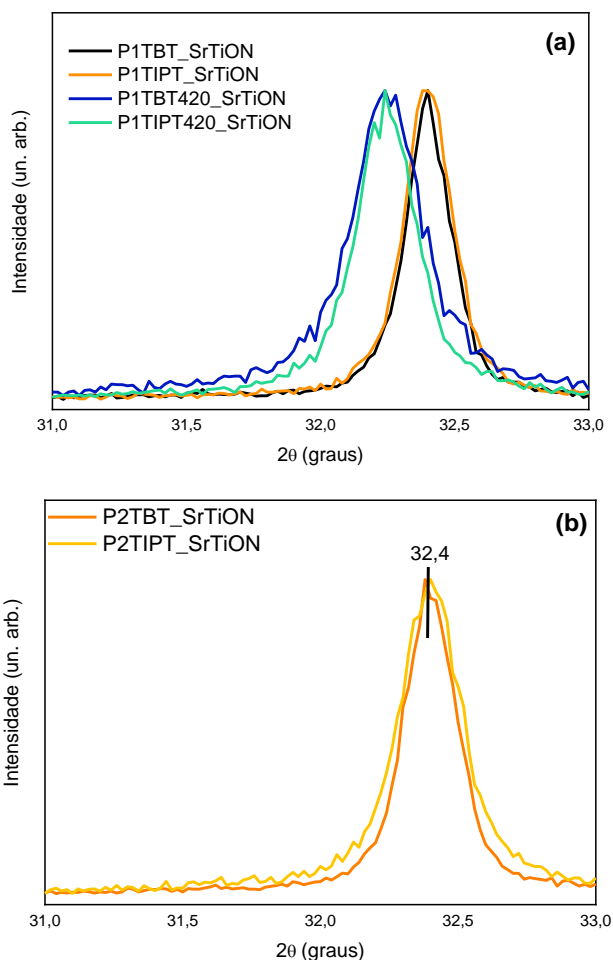 (a)
P1TBT_SrTiON
P1TIPT_SrTiON
P1TBT420_SrTiON
P1TIPT420_SrTiON
Intensidade (un. arb.)
31,0 31,5 32,0 32,5 33,0
2θ (graus)
(b)
P2TBT_SrTiON
P2TIPT_SrTiON
32,4
Intensidade (un. arb.)
31,0 31,5 32,0 32,5 33,0
2θ (graus)